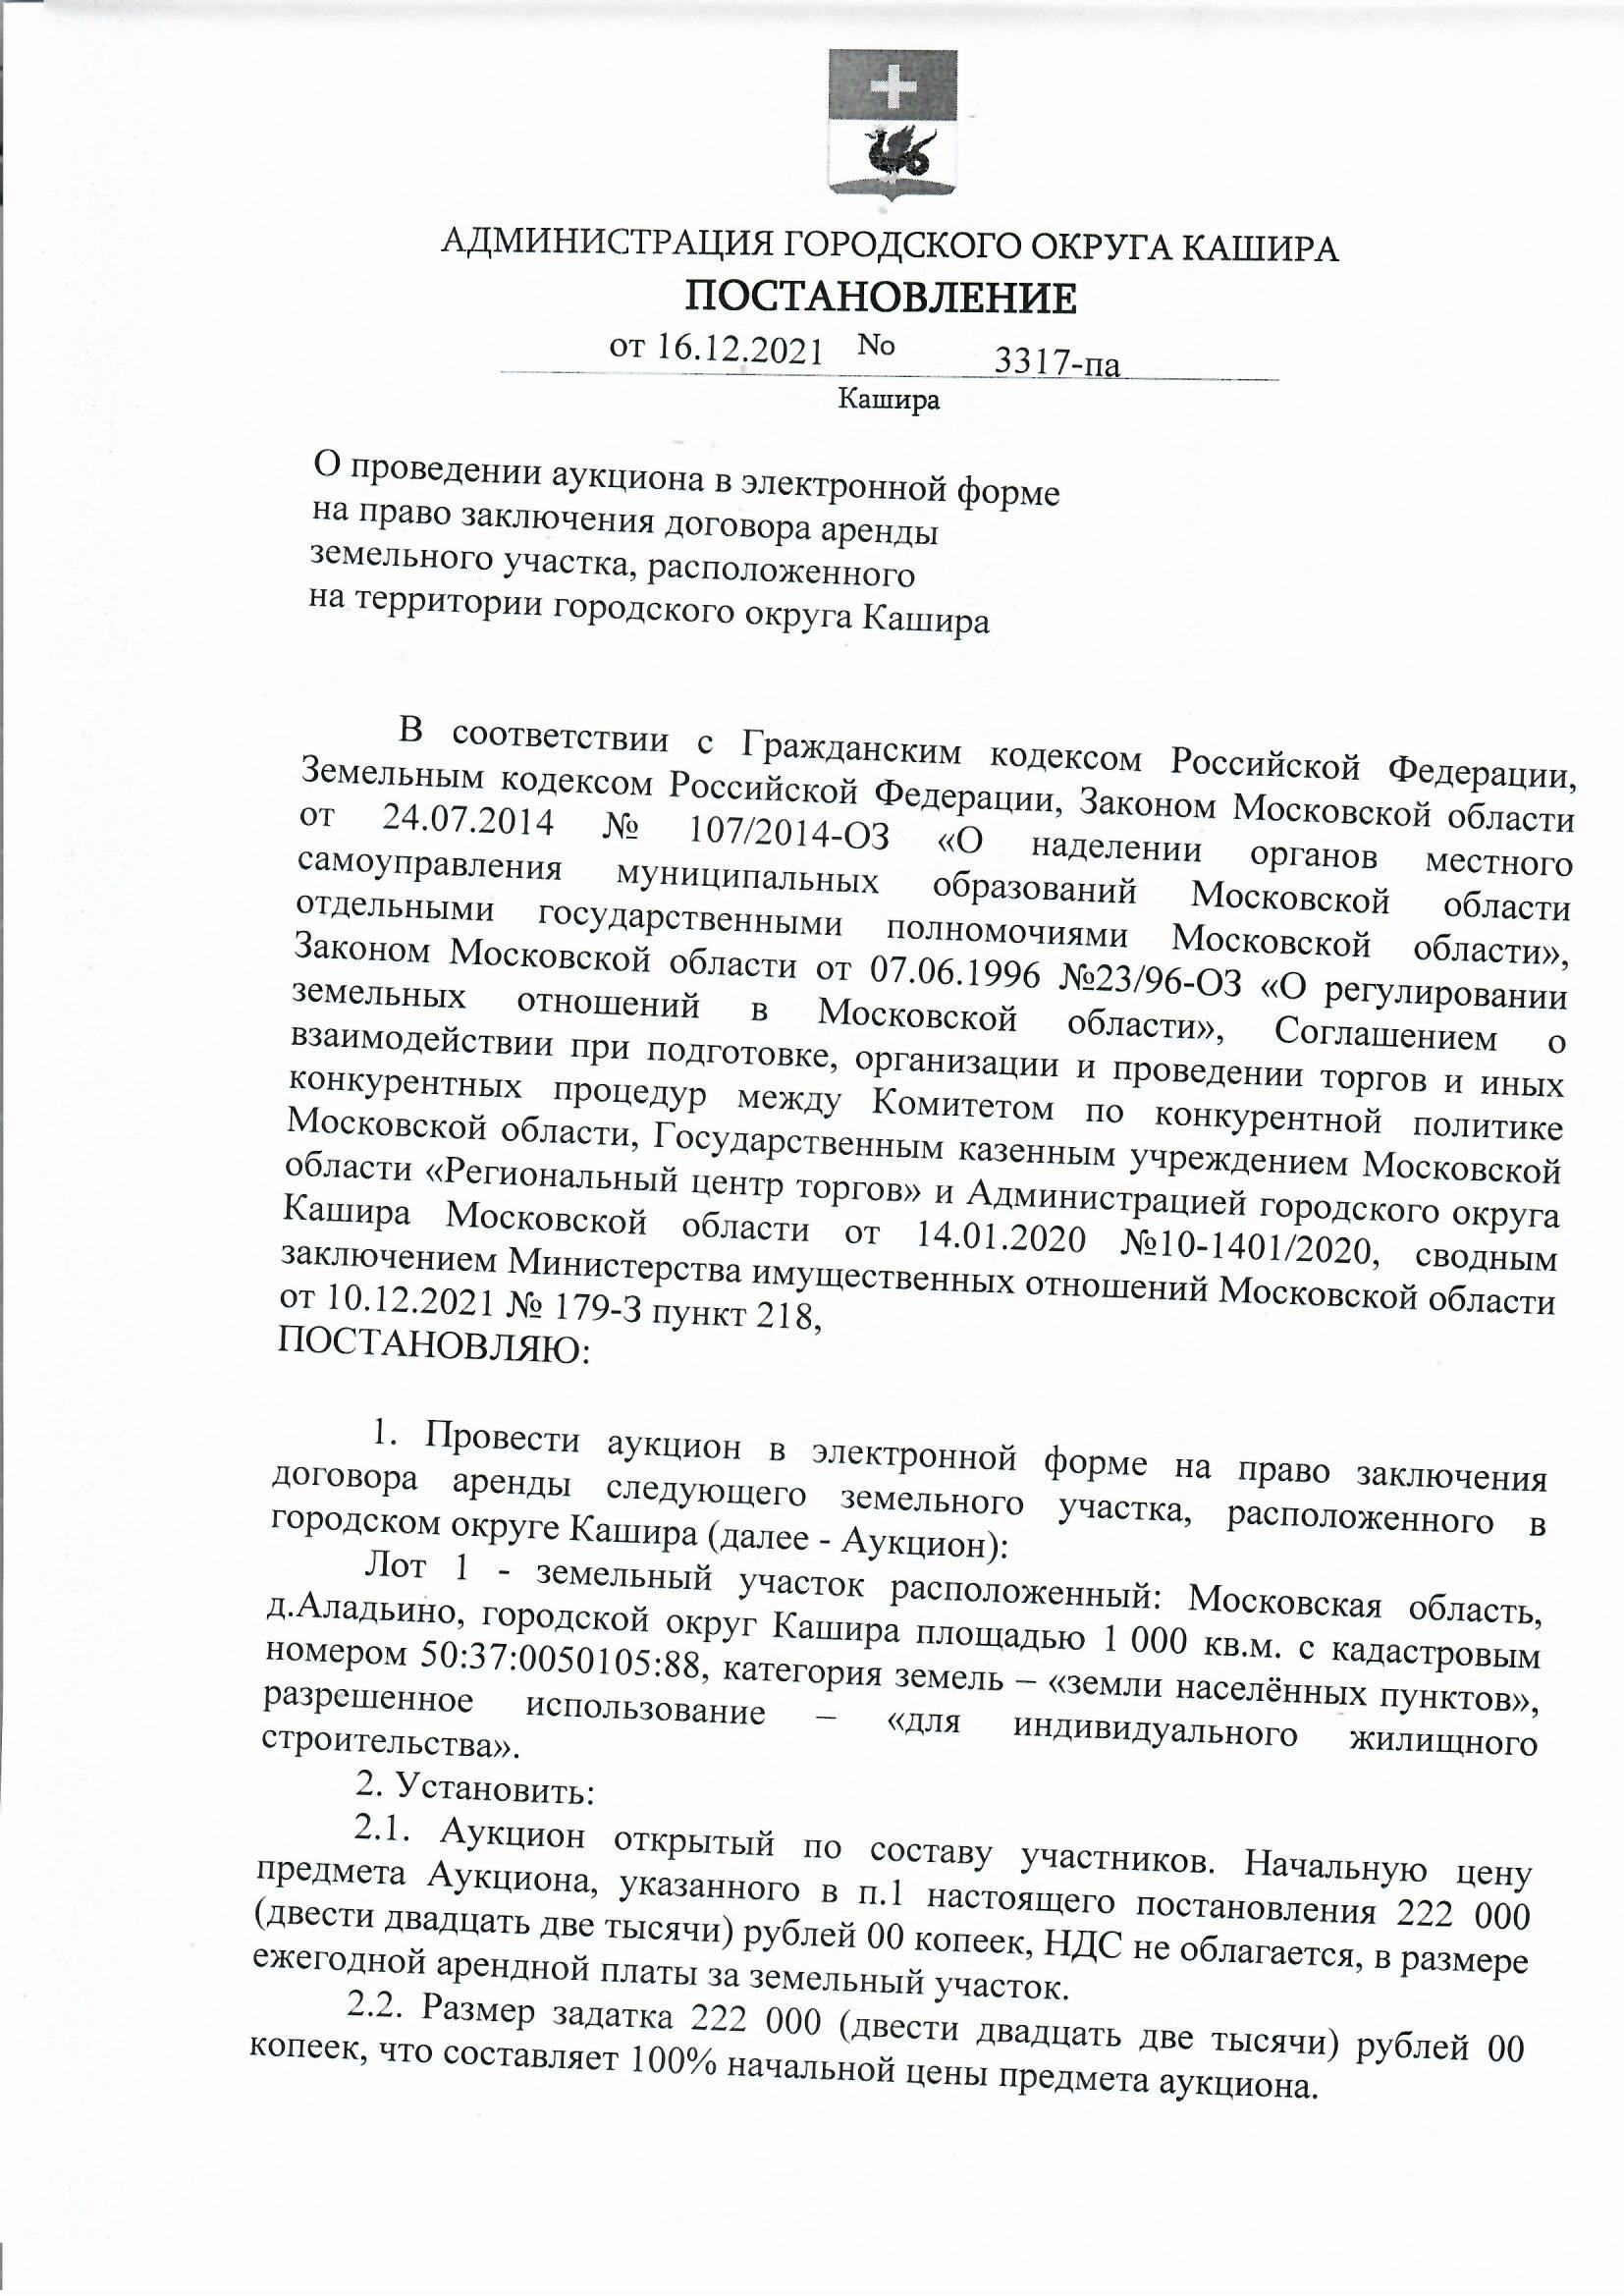 АДМИНИСТРАЦИЯ ГОРОДСКОГО ОКРУГА КАШИРА
ПОСТАНОВЛЕНИЕ
от 16.12.2021 № 3317-па
Кашира
О проведении аукциона в электронной форме
на право заключения договора аренды
земельного участка, расположенного
на территории городского округа Кашира
В соответствии с Гражданским кодексом Российской Федерации,
Земельным кодексом Российской Федерации, Законом Московской области
от 24.07.2014 № 107/2014-ОЗ «О наделении органов местного
самоуправления муниципальных образований Московской области
отдельными государственными полномочиями Московской области»,
Законом Московской области от 07.06.1996 №23/96-ОЗ «О регулировании
земельных отношений в Московской области», Соглашением о
взаимодействии при подготовке, организации и проведении торгов и иных
конкурентных процедур между Комитетом по конкурентной политике
Московской области, Государственным казенным учреждением Московской
области «Региональный центр торгов» и Администрацией городского округа
Кашира Московской области от 14.01.2020 №10-1401/2020, сводным
заключением Министерства имущественных отношений Московской области
от 10.12.2021 № 179-З пункт 218,
ПОСТАНОВЛЯЮ:
1. Провести аукцион в электронной форме на право заключения
договора аренды следующего земельного участка, расположенного в
городском округе Кашира (далее - Аукцион):
Лот 1 - земельный участок расположенный: Московская область,
д.Аладьино, городской округ Кашира площадью 1 000 кв.м. с кадастровым
номером 50:37:0050105:88, категория земель – «земли населённых пунктов»,
разрешенное использование – «для индивидуального жилищного
строительства».
2. Установить:
2.1. Аукцион открытый по составу участников. Начальную цену
предмета Аукциона, указанного в п.1 настоящего постановления 222 000
(двести двадцать две тысячи) рублей 00 копеек, НДС не облагается, в размере
ежегодной арендной платы за земельный участок.
2.2. Размер задатка 222 000 (двести двадцать две тысячи) рублей 00
копеек, что составляет 100% начальной цены предмета аукциона.